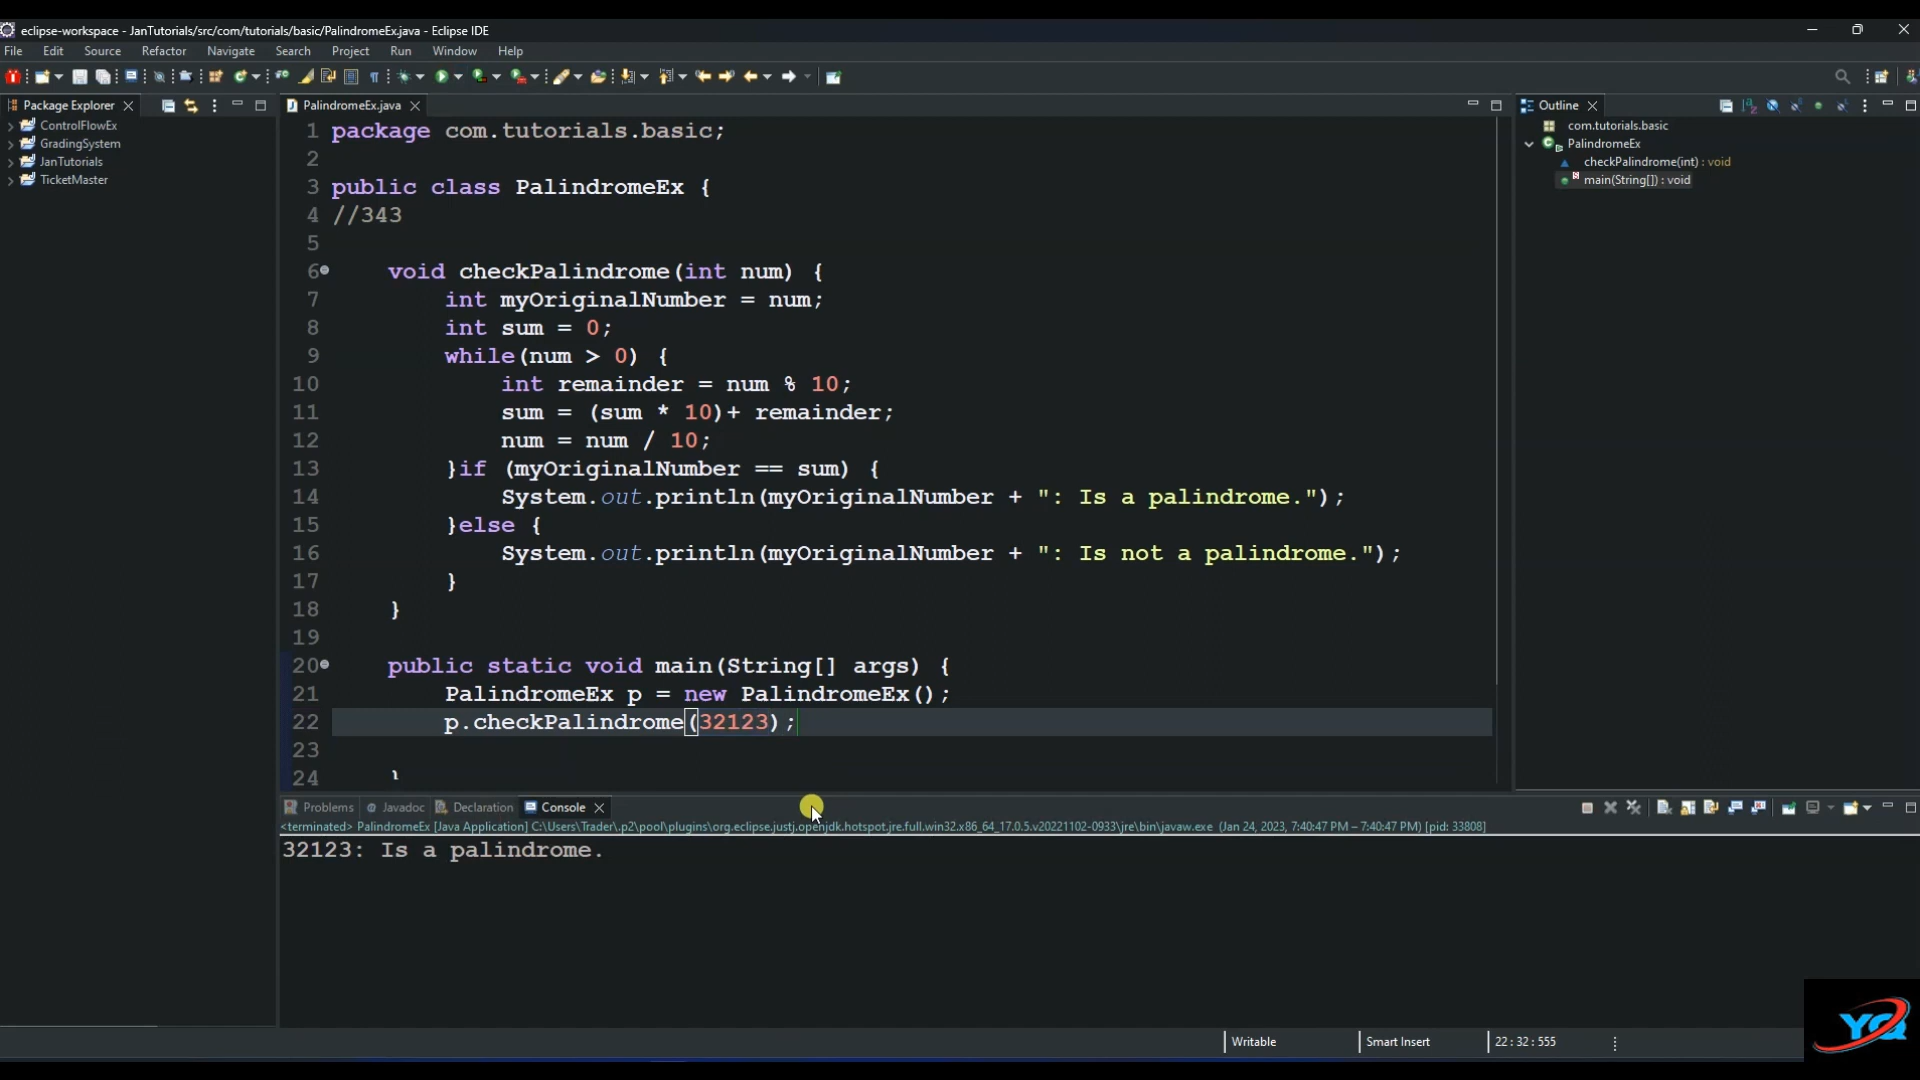 eclipse-workspace - JanTutorials/src/com/tutorials/basic/PalindromeEx.java - Eclipse IDE
File Edit Source Refactor Navigate Search Project Run Window Help
Package Explorer
ControlFlowEx
GradingSystem
JanTutorials
TicketMaster
PalindromeEx.java
1 package com.tutorials.basic;
2
3 public class PalindromeEx {
4 //343
5
6 void checkPalindrome(int num) {
7 int myOriginalNumber = num;
8 int sum = 0;
9 while(num > 0) {
10 int remainder = num % 10;
11 sum = (sum * 10)+ remainder;
12 num = num / 10;
13 }if (myOriginalNumber == sum) {
14 System.out.println(myOriginalNumber + ": Is a palindrome.");
15 }else {
16 System.out.println(myOriginalNumber + ": Is not a palindrome.");
17 }
18 }
19
20 public static void main(String[] args) {
21 PalindromeEx p = new PalindromeEx();
22 p.checkPalindrome(32123);
23
24 }
Outline
com.tutorials.basic
PalindromeEx
checkPalindrome(int) : void
main(String[]) : void
Problems Javadoc Declaration Console
<terminated> PalindromeEx [Java Application] C:\Users\Trader\.p2\pool\plugins\org.eclipse.justj.openjdk.hotspot.jre.full.win32.x86_64_17.0.5.v20221102-0933\jre\bin\javaw.exe (Jan 24, 2023, 7:40:47 PM – 7:40:47 PM) [pid: 33808]
32123: Is a palindrome.
Writable Smart Insert 22 : 32 : 555
YQ